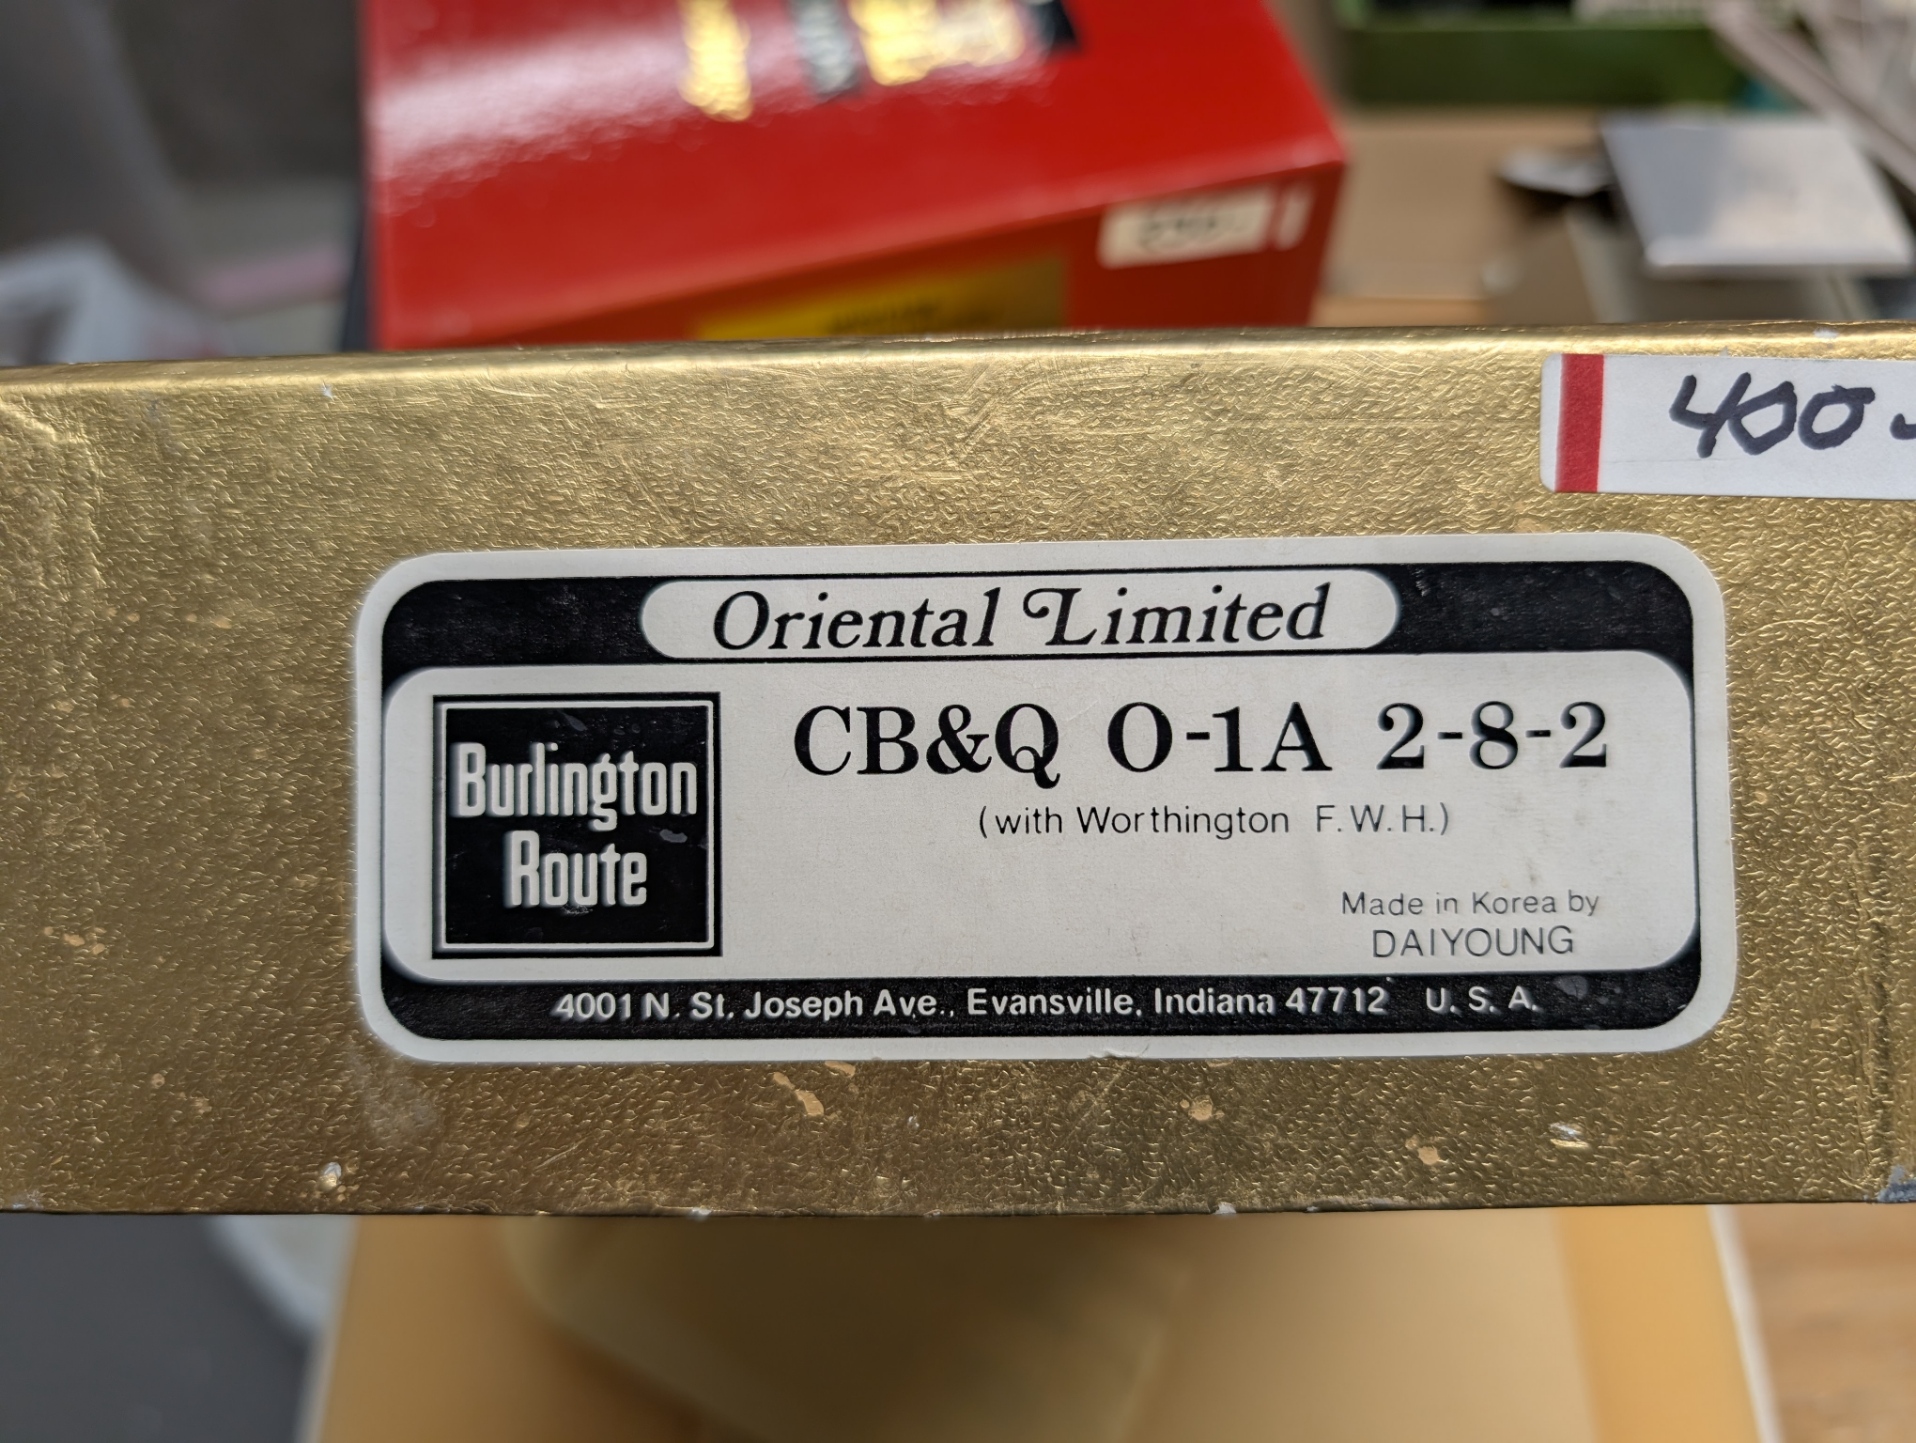 400-
Oriental Limited
Burlington
Route
CB&Q O-1A 2-8-2
(with Worthington F.W.H.)
Made in Korea by
DAIYOUNG
4001 N. St. Joseph Ave., Evansville, Indiana 47712 U.S.A.